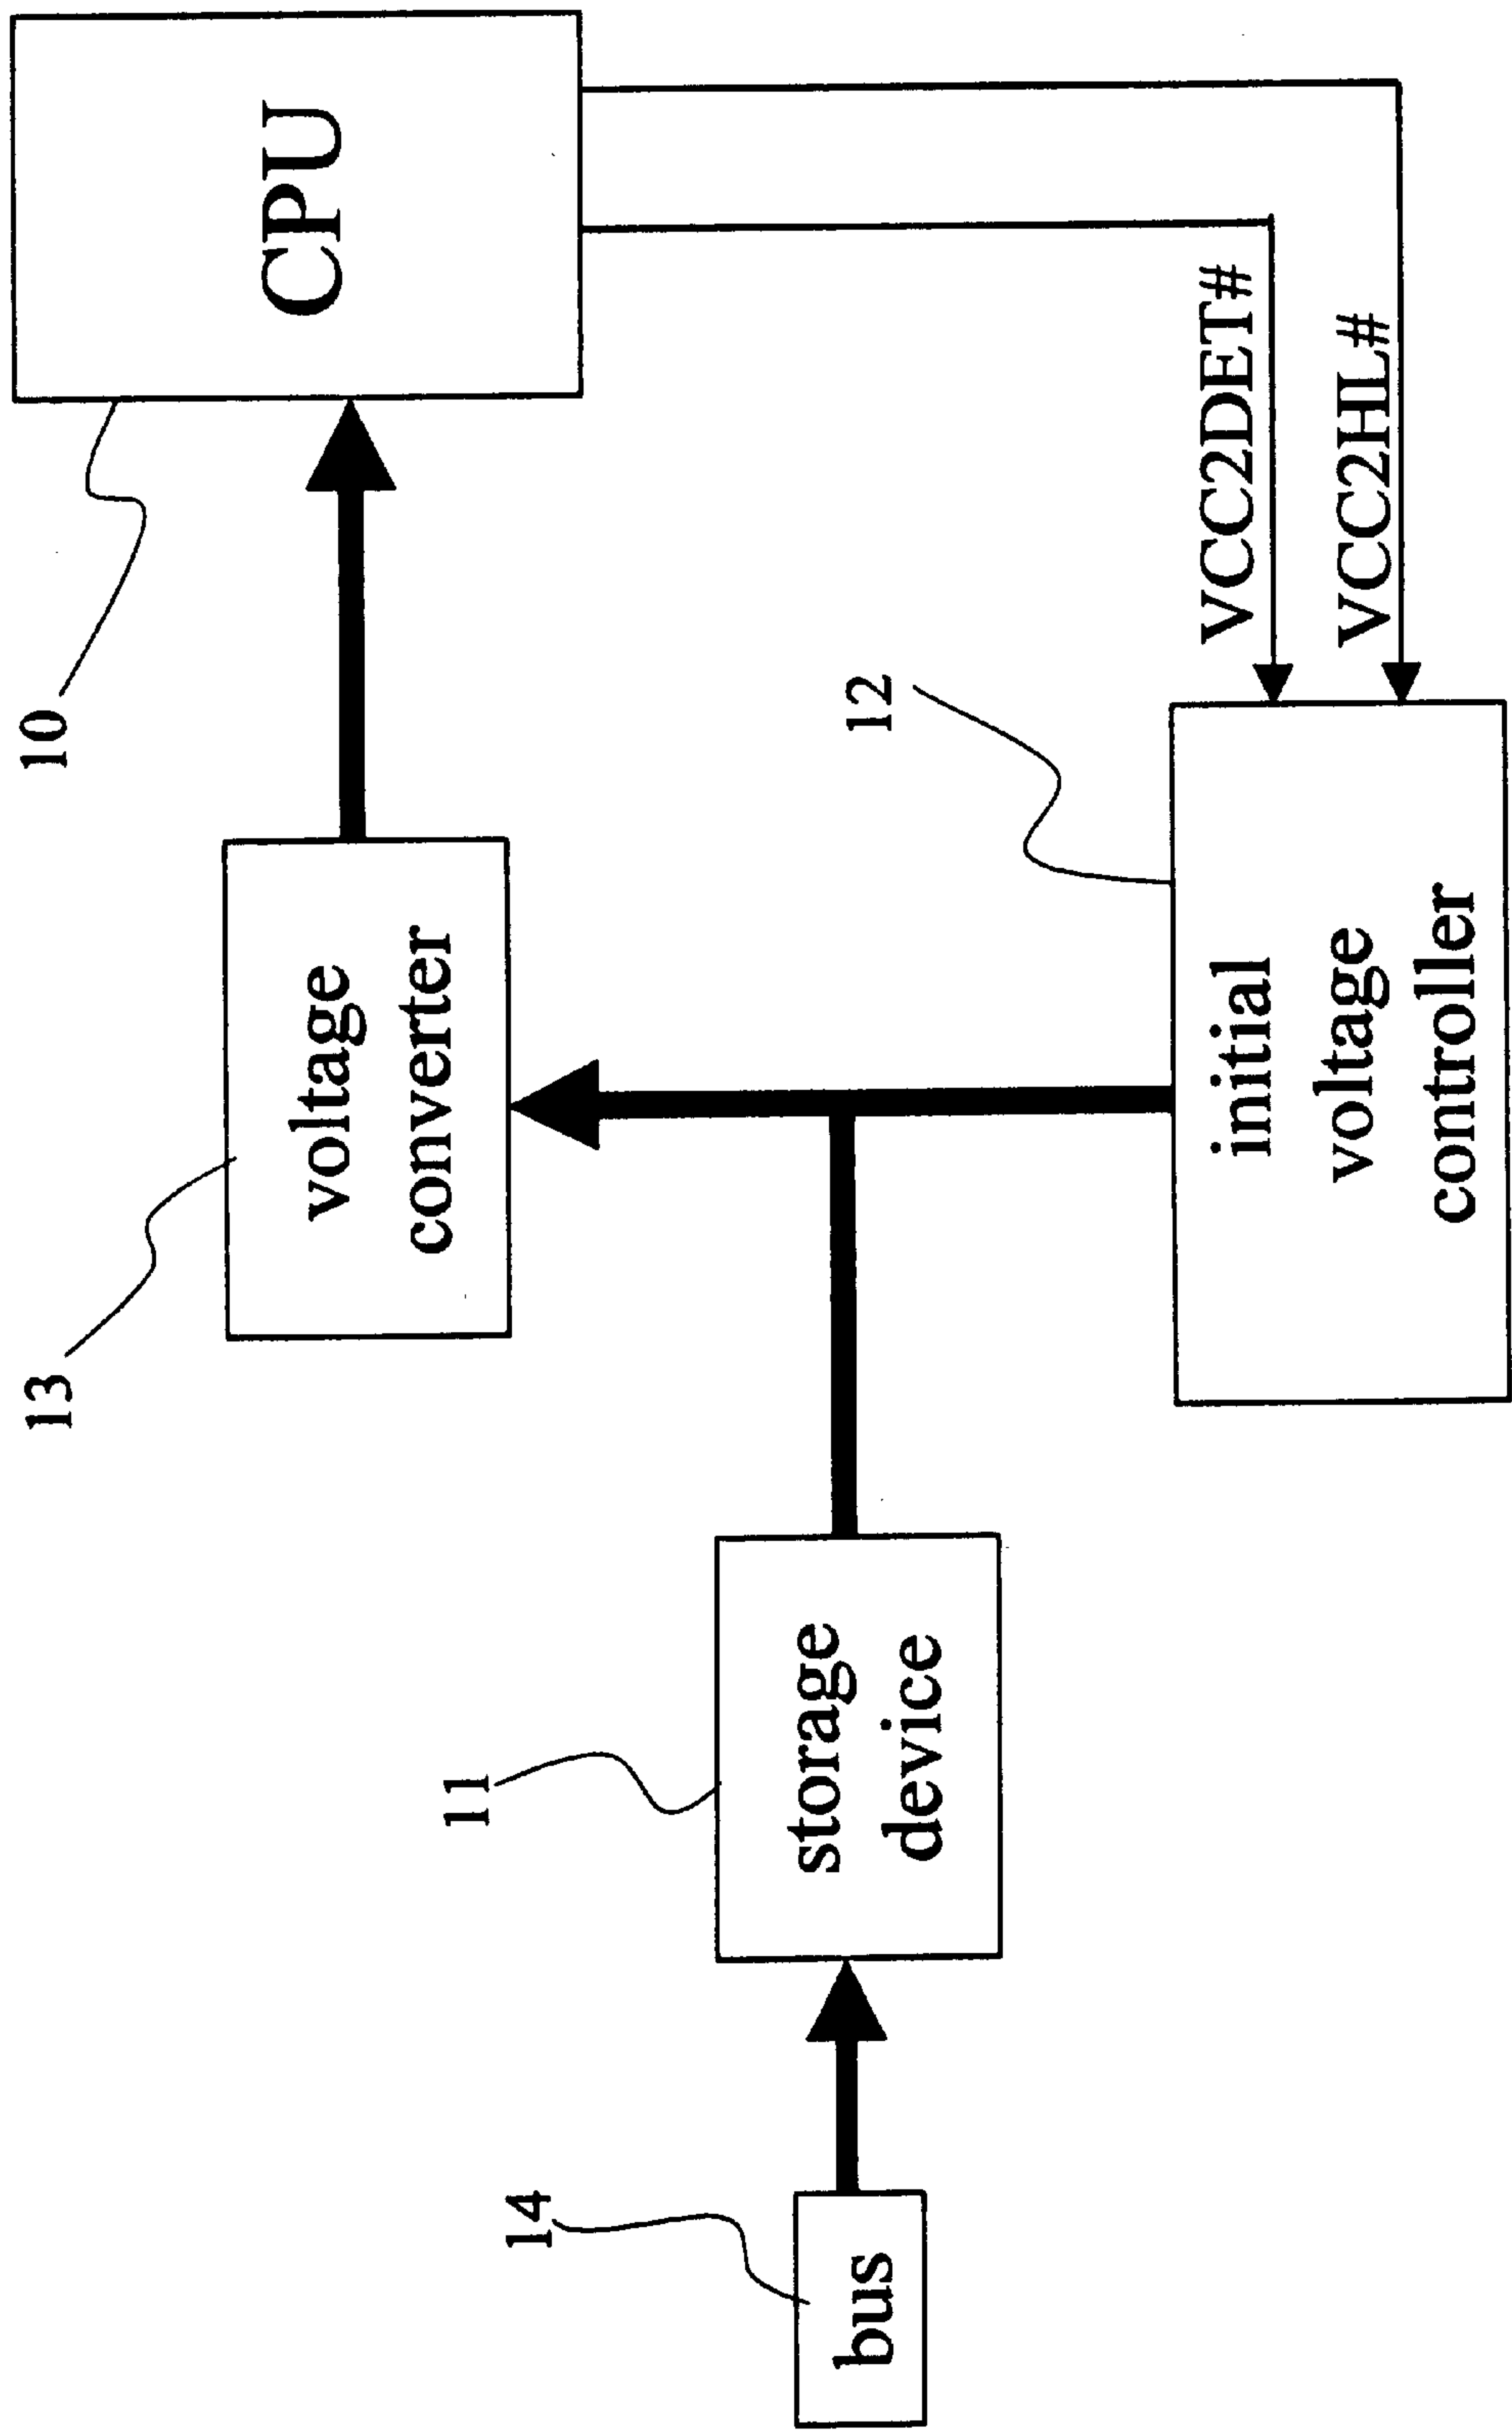 13
voltage
converter
10
CPU
14
bus
11
storage
device
12
initial
voltage
controller
VCC2DET#
VCC2HL#